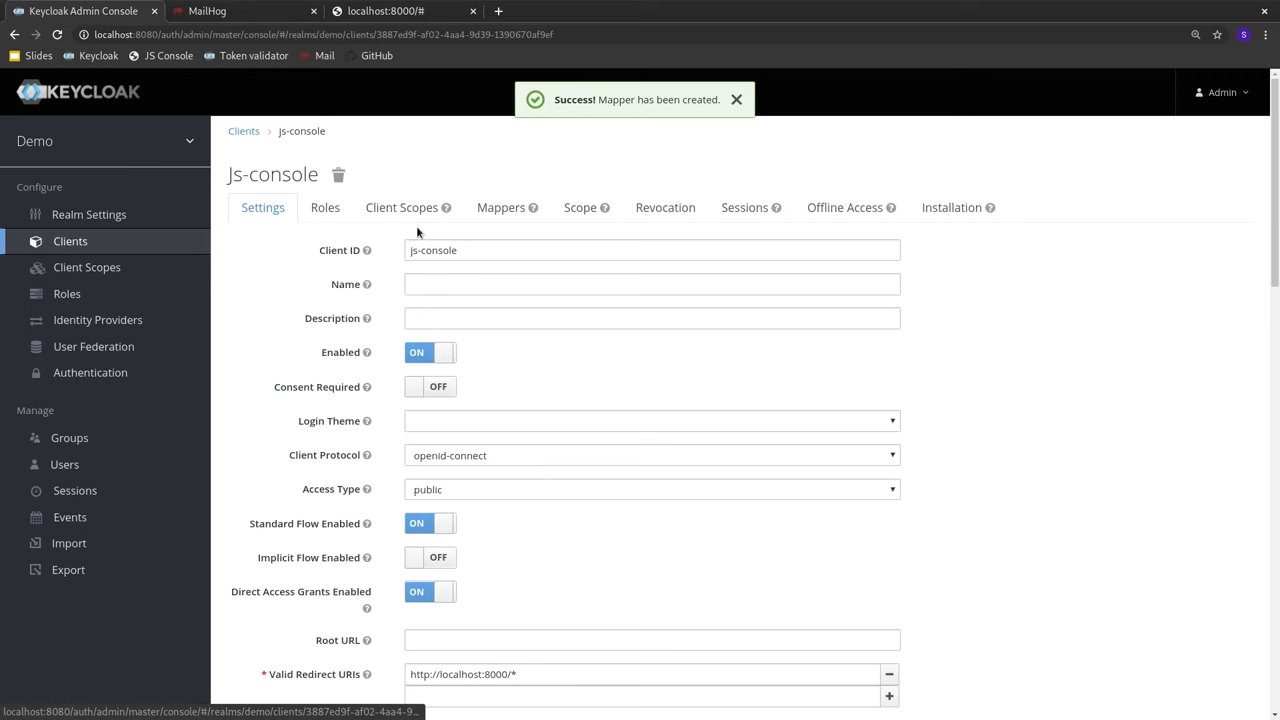 Keycloak Admin Console
MailHog
localhost:8000/#
localhost:8080/auth/admin/master/console/#/realms/demo/clients/3887ed9f-af02-4aa4-9d39-1390670af9ef
S
Slides
Keycloak
JS Console
Token validator
Mail
GitHub
KEYCLOAK
Success! Mapper has been created.
Admin
Demo
Clients > js-console
Js-console
Configure
Realm Settings
Clients
Client Scopes
Roles
Identity Providers
User Federation
Authentication
Manage
Groups
Users
Sessions
Events
Import
Export
Settings
Roles
Client Scopes
Mappers
Scope
Revocation
Sessions
Offline Access
Installation
Client ID
js-console
Name
Description
Enabled
ON
Consent Required
OFF
Login Theme
Client Protocol
openid-connect
Access Type
public
Standard Flow Enabled
ON
Implicit Flow Enabled
OFF
Direct Access Grants Enabled
ON
Root URL
* Valid Redirect URIs
http://localhost:8000/*
localhost:8080/auth/admin/master/console/#/realms/demo/clients/3887ed9f-af02-4aa4-9...